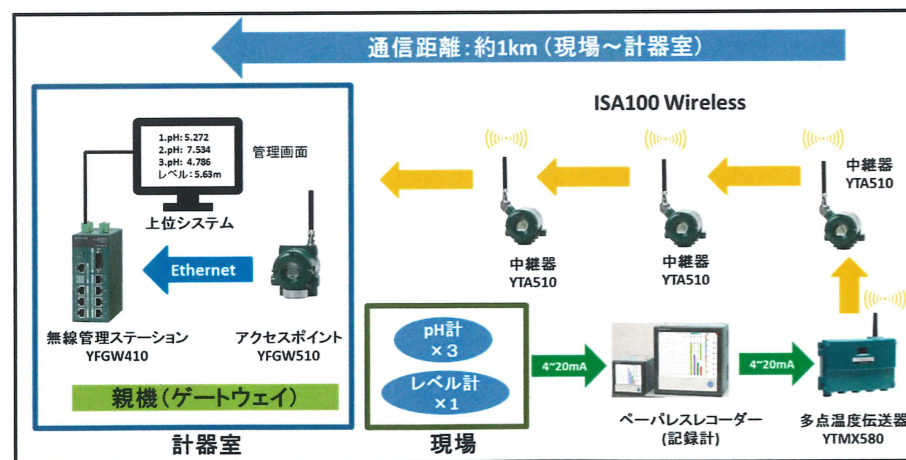 通信距離:約1km(現場~計器室)
ISA100 Wireless
1.pH: 5.272
2.pH: 7.534
3.pH: 4.786
レベル:5.63m
管理画面
上位システム
Ethernet
無線管理ステーション
YFGW410
アクセスポイント
YFGW510
親機(ゲートウェイ)
計器室
中継器
YTA510
中継器
YTA510
中継器
YTA510
pH計
×3
レベル計
×1
現場
4~20mA
ペーパレスレコーダー
(記録計)
4~20mA
多点温度伝送器
YTMX580